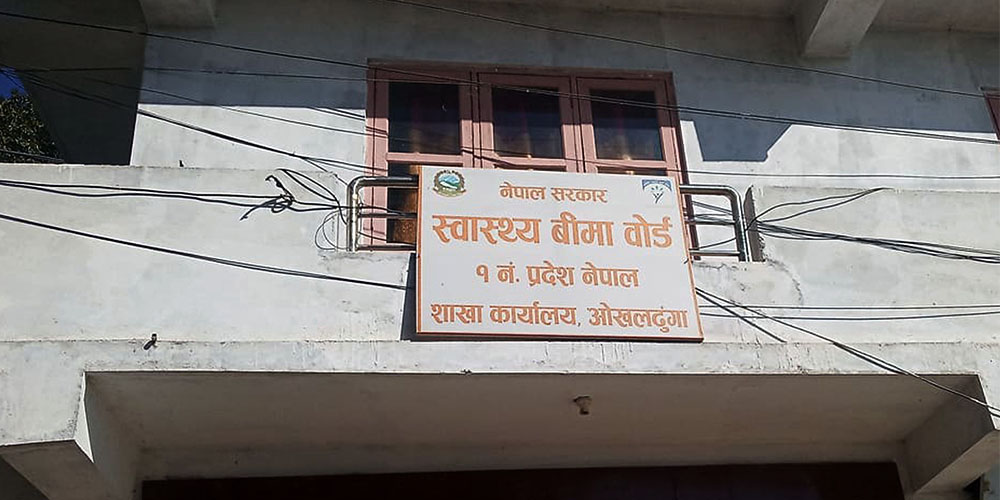 नेपाल सरकार
स्वास्थ्य बीमा वोर्ड
१ नं. प्रदेश नेपाल
शाखा कार्यालय, ओखलढुंगा